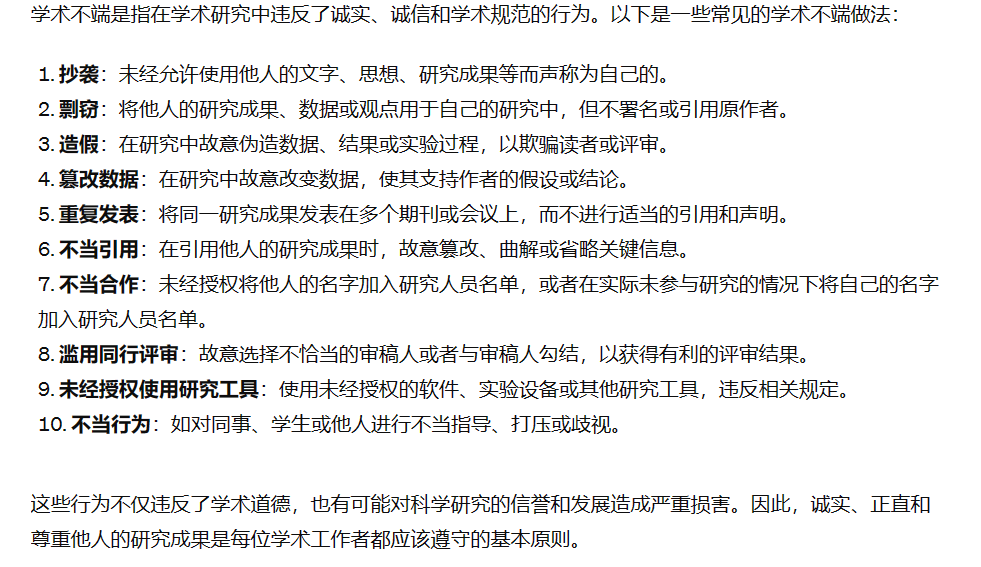 学术不端是指在学术研究中违反了诚实、诚信和学术规范的行为。以下是一些常见的学术不端做法：
1. 抄袭：未经允许使用他人的文字、思想、研究成果等而声称为自己的。
2. 剽窃：将他人的研究成果、数据或观点用于自己的研究中，但不署名或引用原作者。
3. 造假：在研究中故意伪造数据、结果或实验过程，以欺骗读者或评审。
4. 篡改数据：在研究中故意改变数据，使其支持作者的假设或结论。
5. 重复发表：将同一研究成果发表在多个期刊或会议上，而不进行适当的引用和声明。
6. 不当引用：在引用他人的研究成果时，故意篡改、曲解或省略关键信息。
7. 不当合作：未经授权将他人的名字加入研究人员名单，或者在实际未参与研究的情况下将自己的名字
加入研究人员名单。
8. 滥用同行评审：故意选择不恰当的审稿人或者与审稿人勾结，以获得有利的评审结果。
9. 未经授权使用研究工具：使用未经授权的软件、实验设备或其他研究工具，违反相关规定。
10. 不当行为：如对同事、学生或他人进行不当指导、打压或歧视。
这些行为不仅违反了学术道德，也有可能对科学研究的信誉和发展造成严重损害。因此，诚实、正直和
尊重他人的研究成果是每位学术工作者都应该遵守的基本原则。